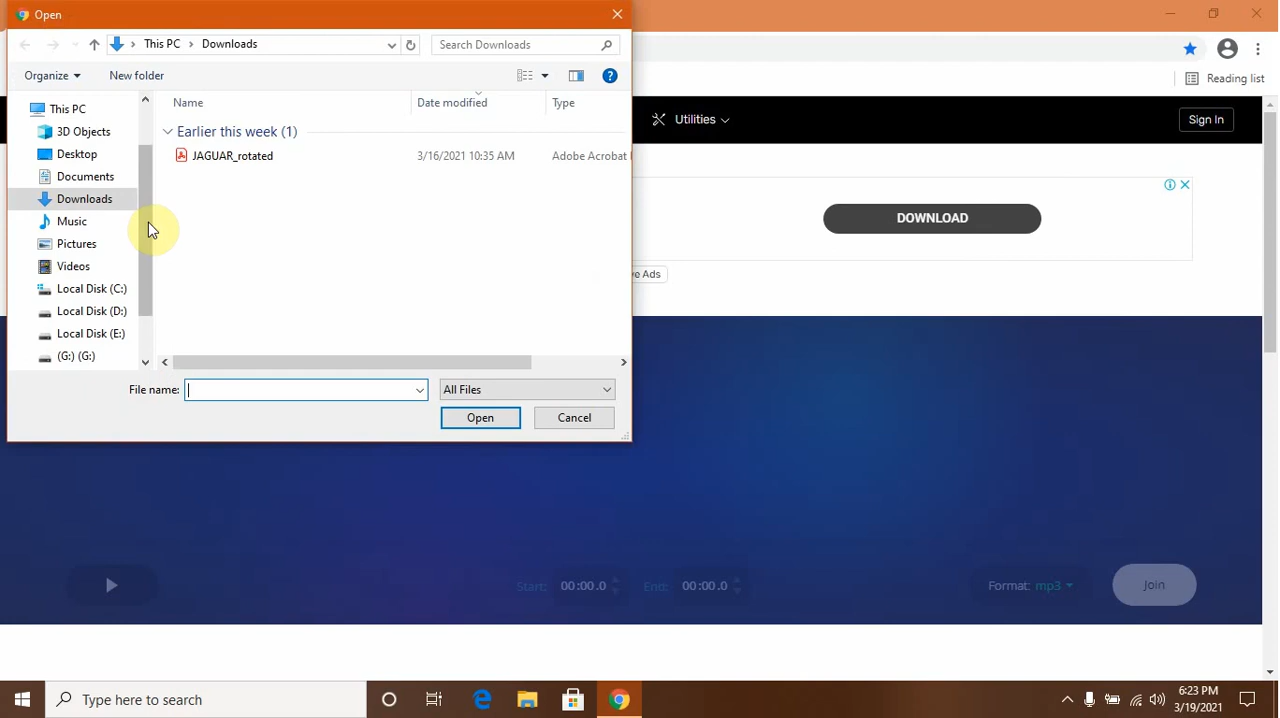 Open
This PC > Downloads
Search Downloads
Organize
New folder
Reading list
Name
Date modified
Type
This PC
3D Objects
Desktop
Documents
Downloads
Music
Pictures
Videos
Local Disk (C:)
Local Disk (D:)
Local Disk (E:)
(G:) (G:)
Earlier this week (1)
JAGUAR_rotated
3/16/2021 10:35 AM
Adobe Acrobat
Utilities
Sign In
DOWNLOAD
ve Ads
File name:
All Files
Open
Cancel
Start: 00:00.0 End: 00:00.0
Format: mp3
Join
Type here to search
6:23 PM
3/19/2021